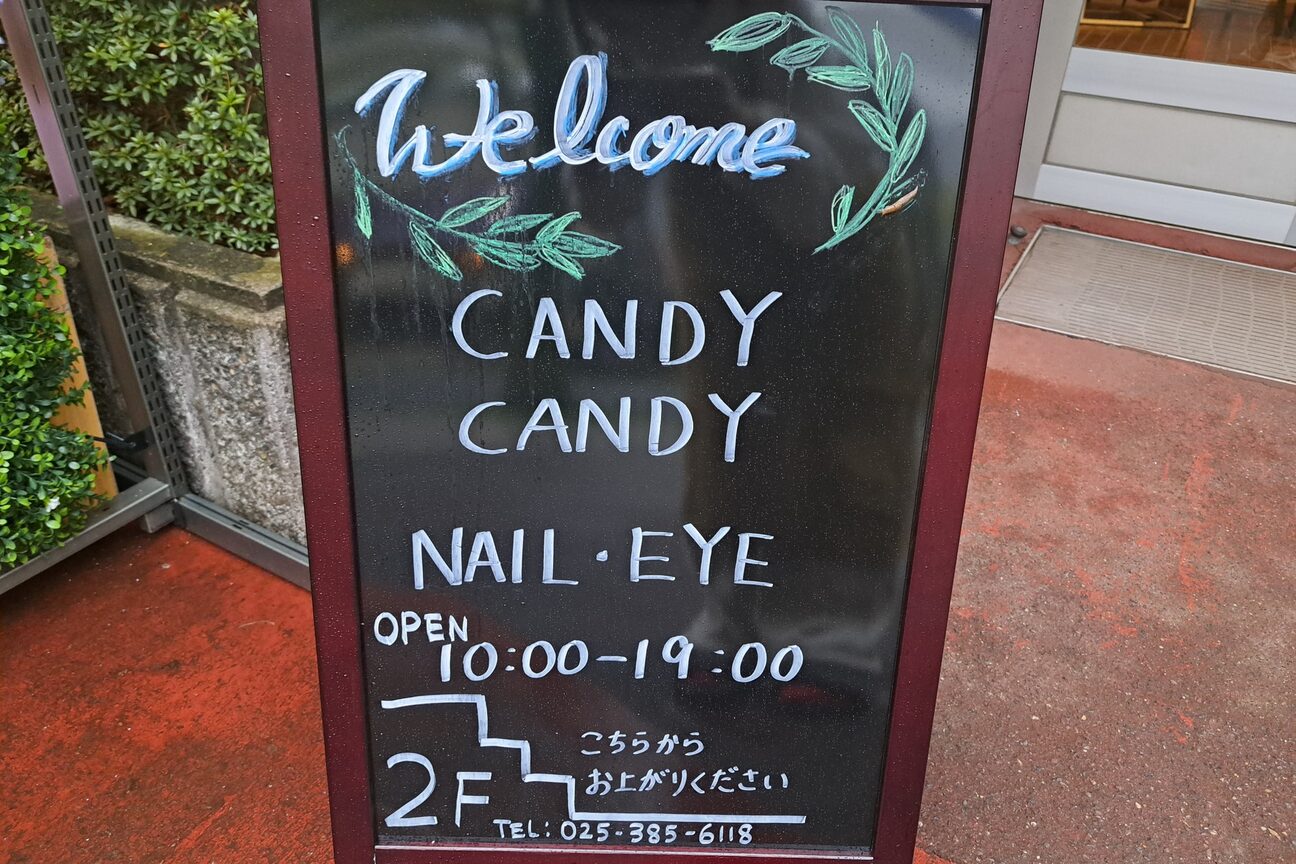 Welcome
CANDY
CANDY
NAIL・EYE
OPEN
10:00-19:00
こちらから
お上がりください
2F
TEL: 025-385-6118